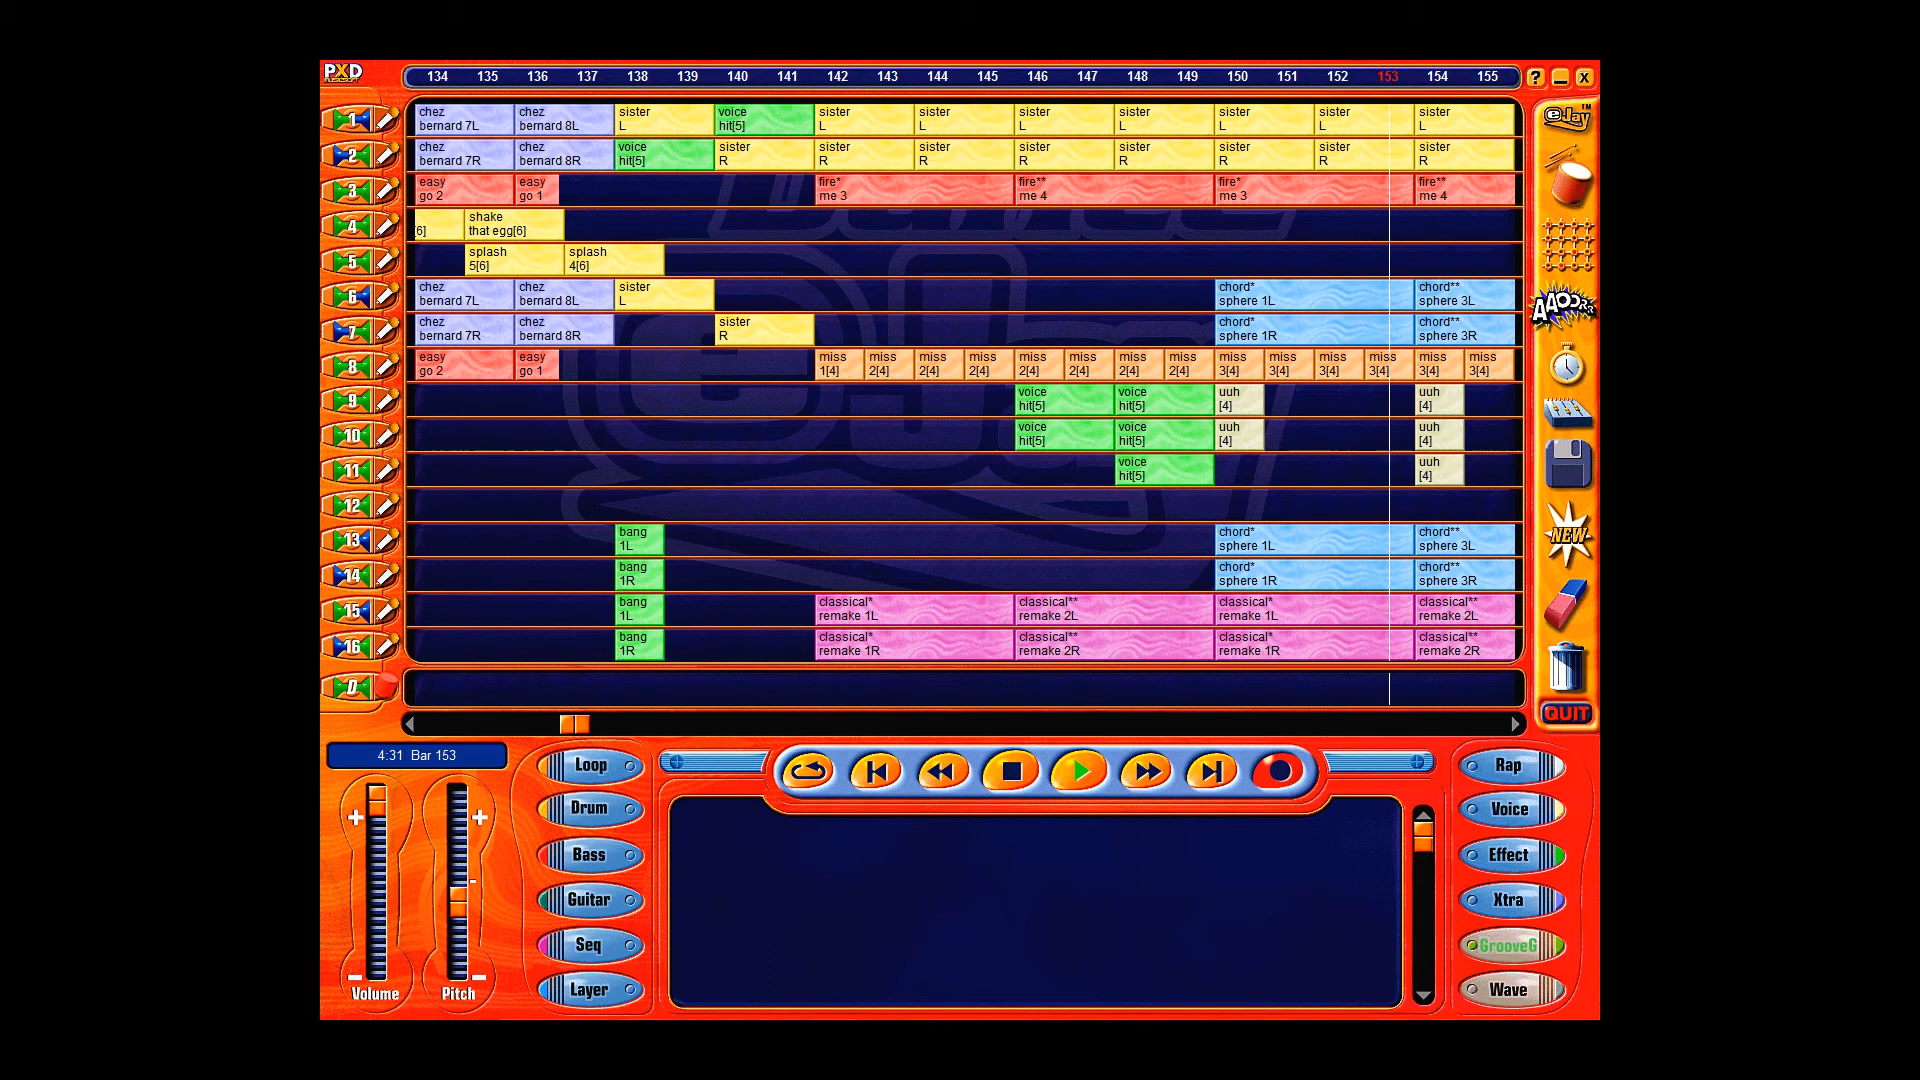 PXD
134 135 136 137 138 139 140 141 142 143 144 145 146 147 148 149 150 151 152 153 154 155
? _ X
eJay TM
1 chez chez sister voice sister sister sister sister sister sister sister
bernard 7L bernard 8L L hit[5] L L L L L L L
2 chez chez voice sister sister sister sister sister sister sister sister
bernard 7R bernard 8R hit[5] R R R R R R R R
3 easy easy fire* fire** fire* fire**
go 2 go 1 me 3 me 4 me 3 me 4
4 shake
[6] that egg[6]
5 splash splash
5[6] 4[6]
6 chez chez sister chord* chord**
bernard 7L bernard 8L L sphere 1L sphere 3L
7 chez chez sister chord* chord**
bernard 7R bernard 8R R sphere 1R sphere 3R
8 easy easy miss miss miss miss miss miss miss miss miss miss miss miss miss miss
go 2 go 1 1[4] 2[4] 2[4] 2[4] 2[4] 2[4] 2[4] 2[4] 3[4] 3[4] 3[4] 3[4] 3[4] 3[4]
9 voice voice uuh uuh
hit[5] hit[5] [4] [4]
10 voice voice uuh uuh
hit[5] hit[5] [4] [4]
11 voice uuh
hit[5] [4]
12
13 bang chord* chord**
1L sphere 1L sphere 3L
14 bang chord* chord**
1R sphere 1R sphere 3R
15 bang classical* classical** classical* classical**
1L remake 1L remake 2L remake 1L remake 2L
16 bang classical* classical** classical* classical**
1R remake 1R remake 2R remake 1R remake 2R
D
NEW
QUIT
4:31 Bar 153
Volume
Pitch
Loop
Drum
Bass
Guitar
Seq
Layer
Rap
Voice
Effect
Xtra
GrooveG
Wave